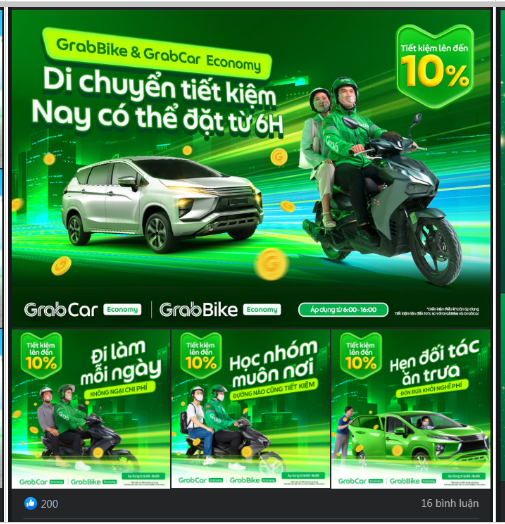 GrabBike & GrabCar Economy
Di chuyển tiết kiệm
Nay có thể đặt từ 6H
Tiết kiệm lên đến
10%
GrabCar Economy | GrabBike Economy
Áp dụng từ 6:00-16:00
Tiết kiệm
lên đến
10%
Đi làm
mỗi ngày
KHÔNG NGẠI CHI PHÍ
GrabCar Economy | GrabBike Economy
Tiết kiệm
lên đến
10%
Học nhóm
muôn nơi
ĐƯỜNG NÀO CŨNG TIẾT KIỆM
GrabCar Economy | GrabBike Economy
Tiết kiệm
lên đến
10%
Hẹn đối tác
ăn trưa
ĐÓN ĐƯA KHỎI NGHĨ PHÍ
GrabCar Economy | GrabBike Economy
200
16 bình luận